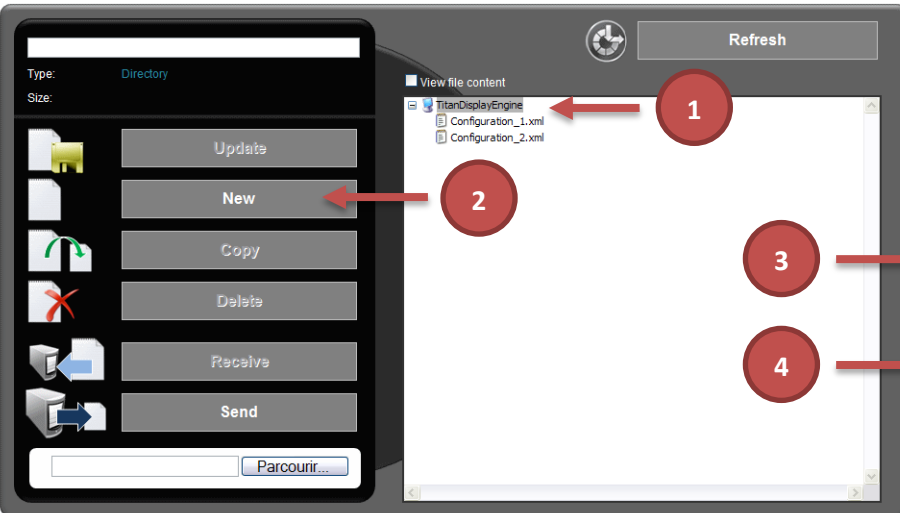 Refresh
Type: Directory
Size:
View file content
TitanDisplayEngine
Configuration_1.xml
Configuration_2.xml
1
Update
New
2
Copy
3
Delete
Receive
4
Send
Parcourir...